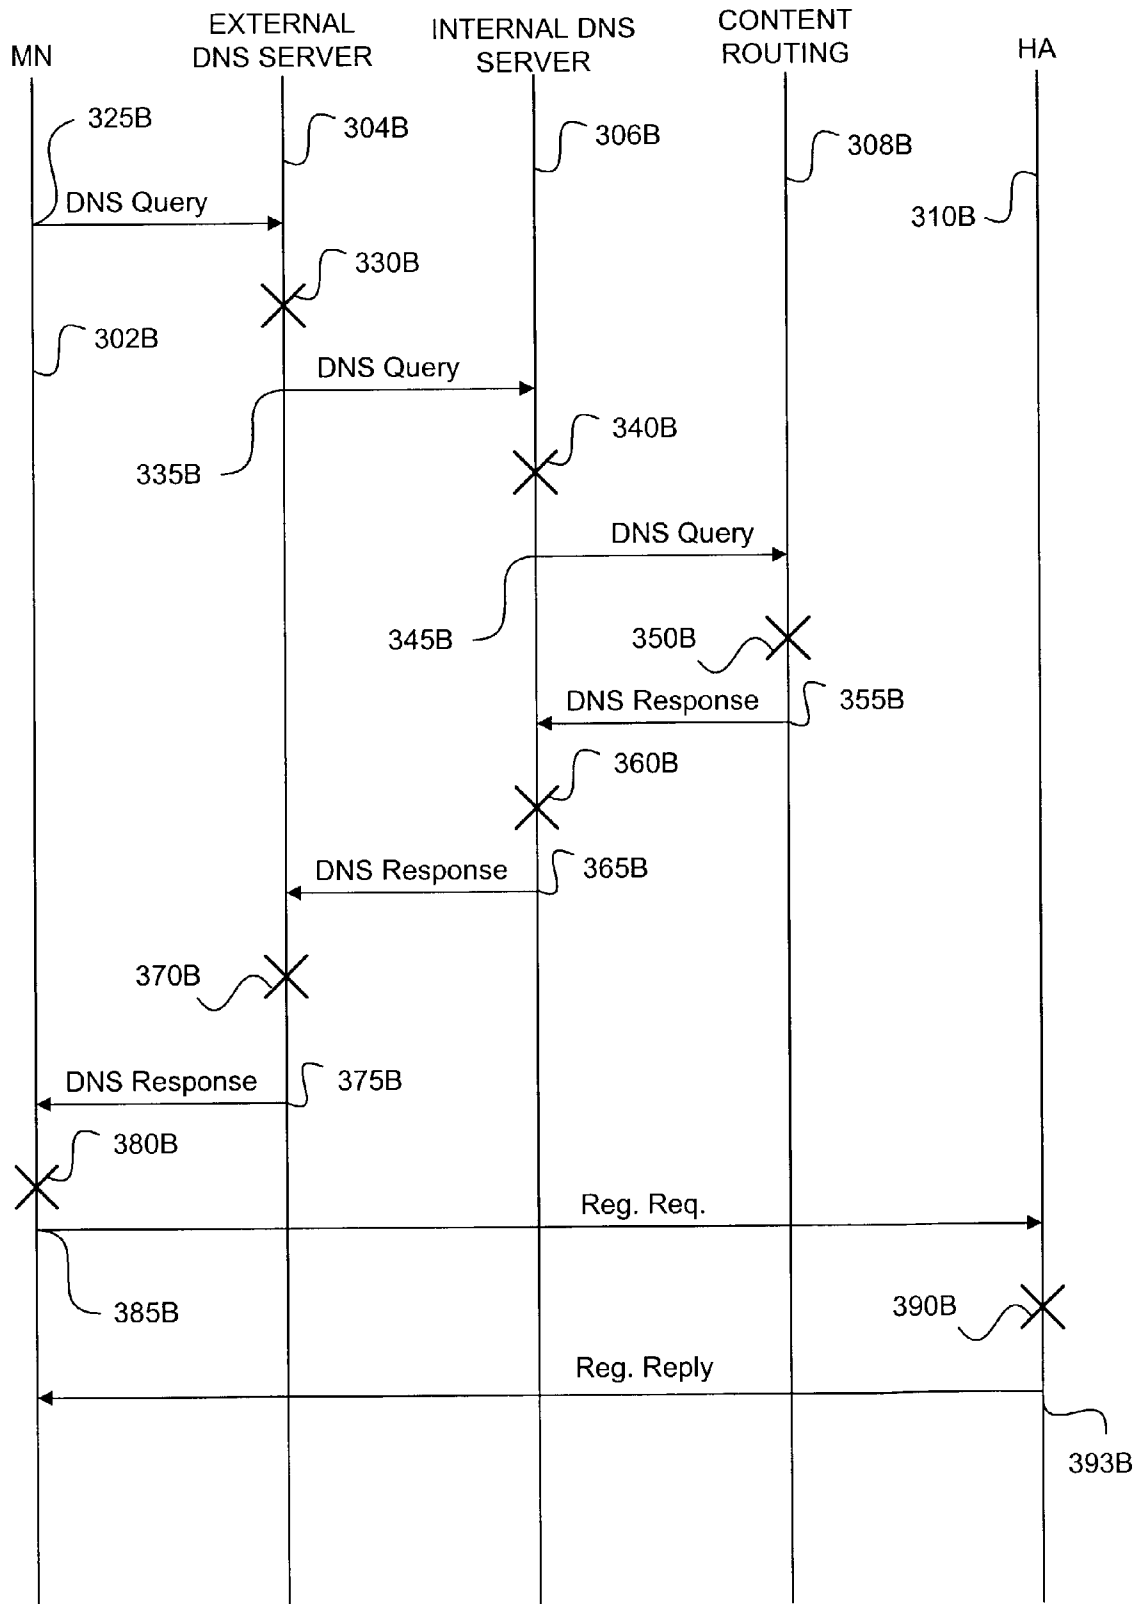 MN
EXTERNAL
DNS SERVER
INTERNAL DNS
SERVER
CONTENT
ROUTING
HA
325B
304B
306B
308B
DNS Query
310B
330B
302B
DNS Query
340B
335B
DNS Query
345B
350B
DNS Response
355B
360B
DNS Response
365B
370B
DNS Response
375B
380B
Reg. Req.
385B
390B
Reg. Reply
393B